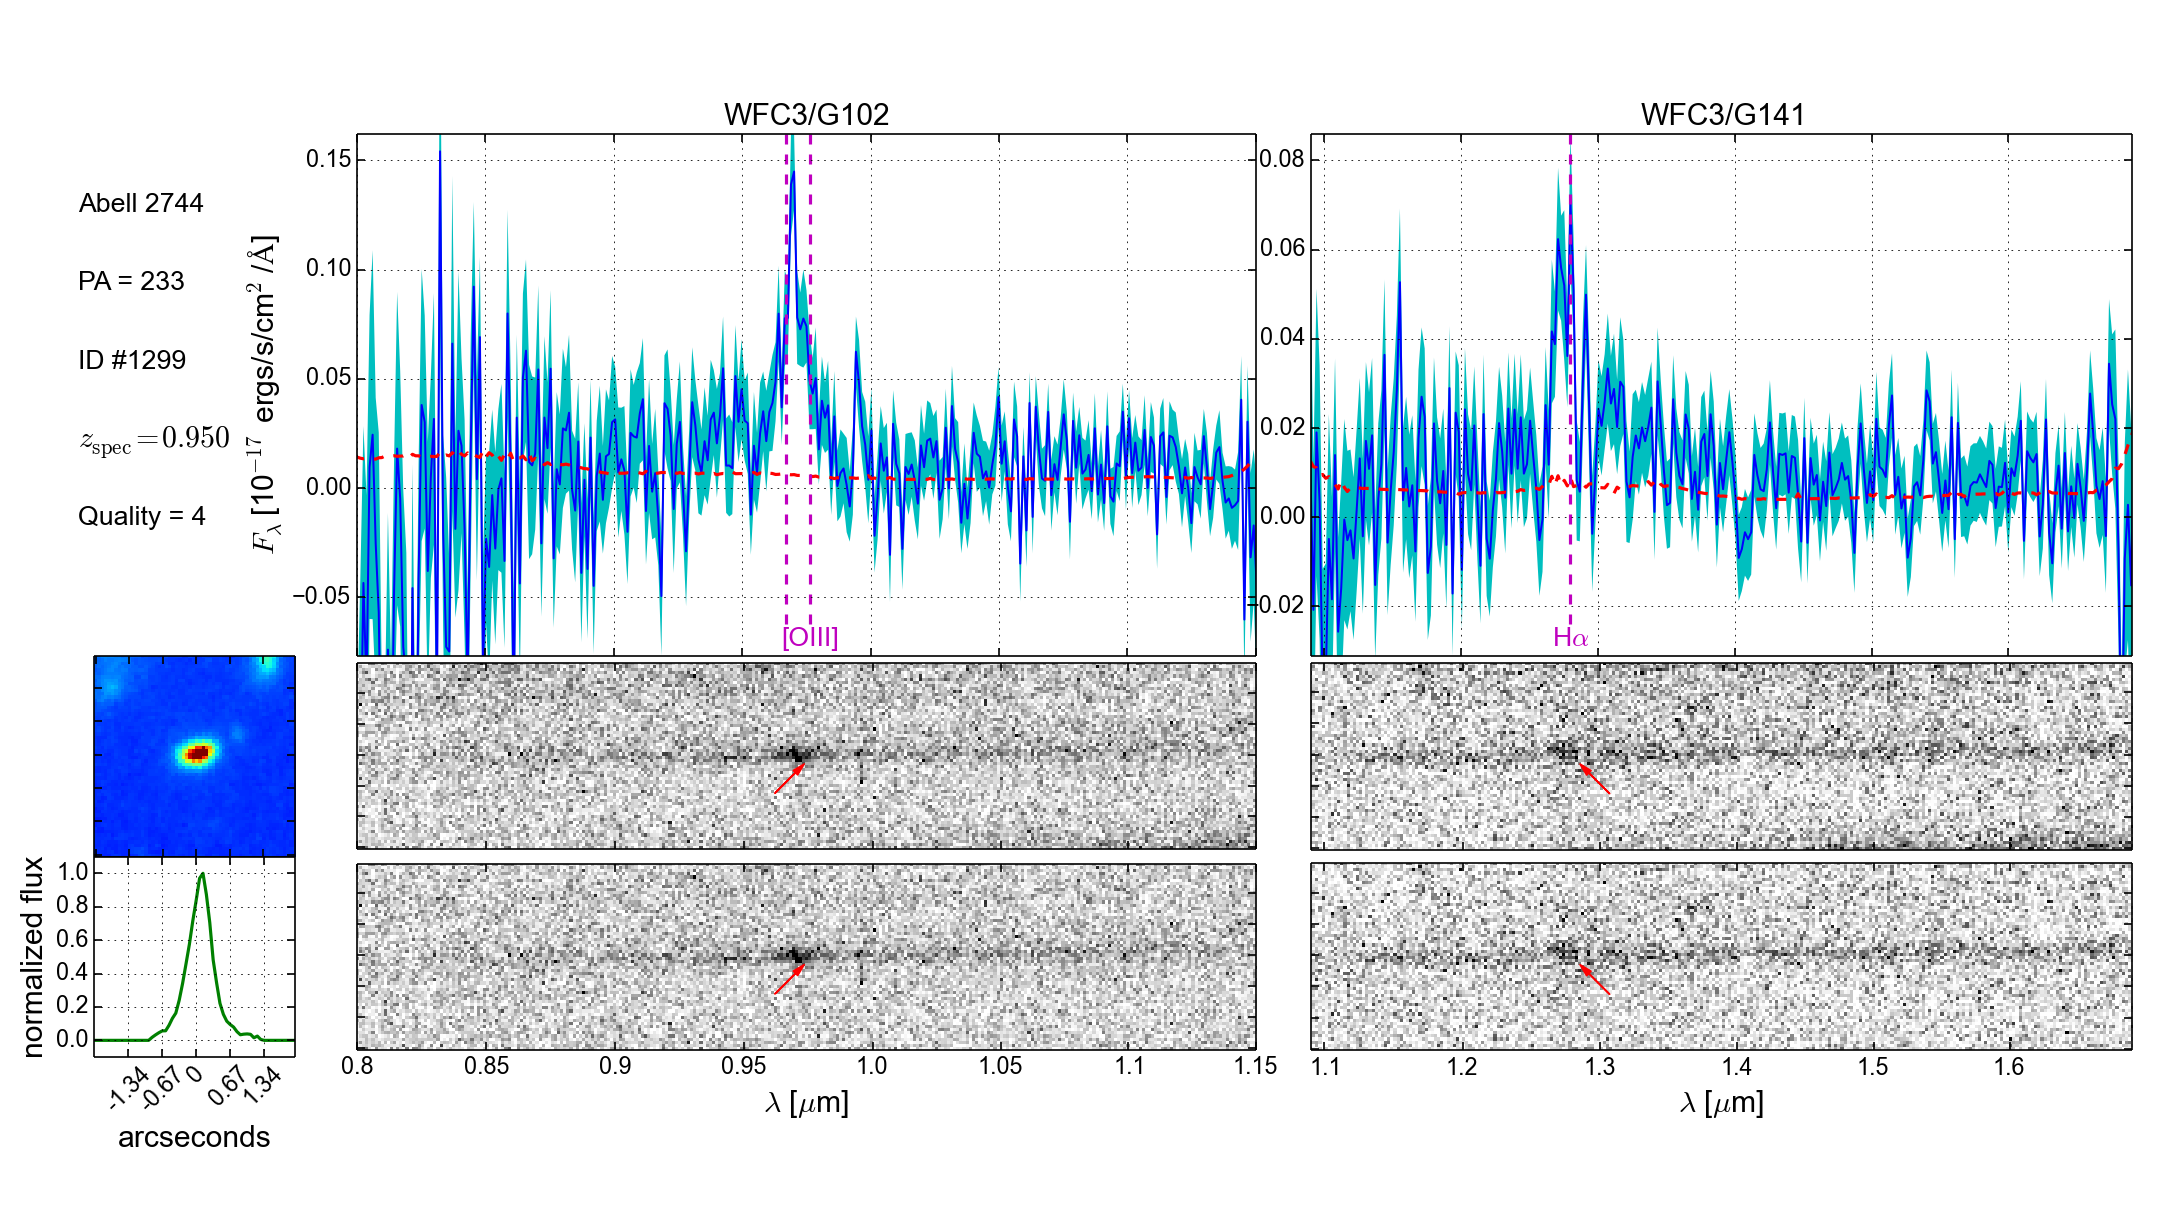 WFC3/G102
WFC3/G141
Abell 2744
PA = 233
ID #1299
z_spec = 0.950
Quality = 4
F_λ [10^−17 ergs/s/cm^2 /Å]
0.15
0.10
0.05
0.00
−0.05
0.08
0.06
0.04
0.02
0.00
−0.02
[OIII]
Hα
normalized flux
1.0
0.8
0.6
0.4
0.2
0.0
-1.34 -0.67 0 0.67 1.34
arcseconds
0.8 0.85 0.9 0.95 1.0 1.05 1.1 1.15
λ [μm]
1.1 1.2 1.3 1.4 1.5 1.6
λ [μm]